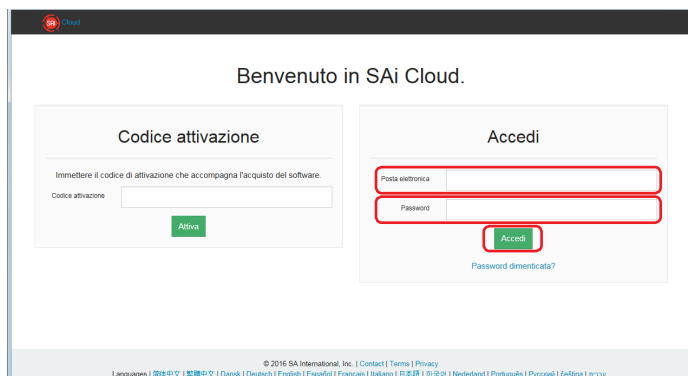 SAi Cloud
Benvenuto in SAi Cloud.
Codice attivazione
Immettere il codice di attivazione che accompagna l'acquisto del software.
Codice attivazione
Attiva
Accedi
Posta elettronica
Password
Accedi
Password dimenticata?
© 2016 SA International, Inc. | Contact | Terms | Privacy
Languages | 简体中文 | 繁體中文 | Dansk | Deutsch | English | Español | Français | Italiano | 日本語 | 한국어 | Nederland | Português | Русский | čeština | עברית